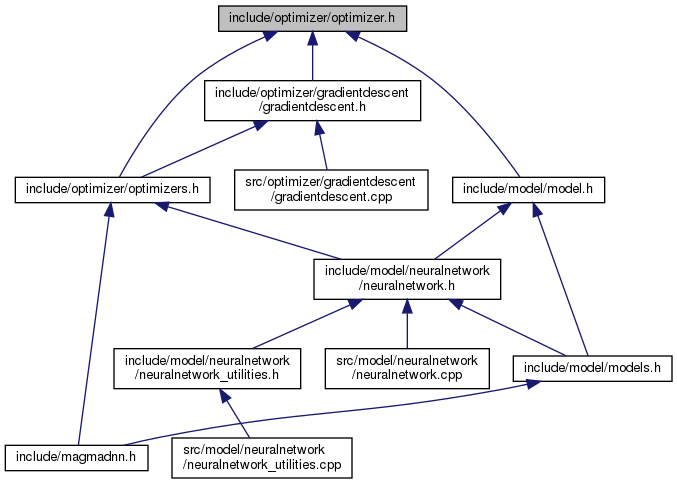 include/optimizer/optimizer.h
include/optimizer/gradientdescent
/gradientdescent.h
include/optimizer/optimizers.h
src/optimizer/gradientdescent
/gradientdescent.cpp
include/model/model.h
include/model/neuralnetwork
/neuralnetwork.h
include/model/neuralnetwork
/neuralnetwork_utilities.h
src/model/neuralnetwork
/neuralnetwork.cpp
include/model/models.h
include/magmadnn.h
src/model/neuralnetwork
/neuralnetwork_utilities.cpp